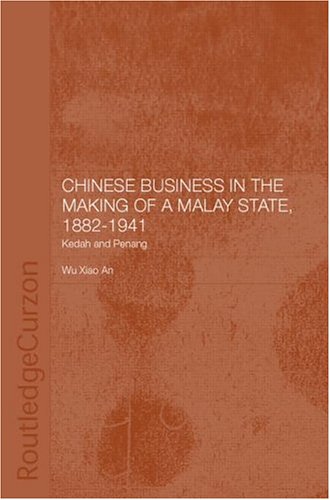 CHINESE BUSINESS IN THE
MAKING OF A MALAY STATE,
1882-1941
Kedah and Penang
Wu Xiao An
RoutledgeCurzon